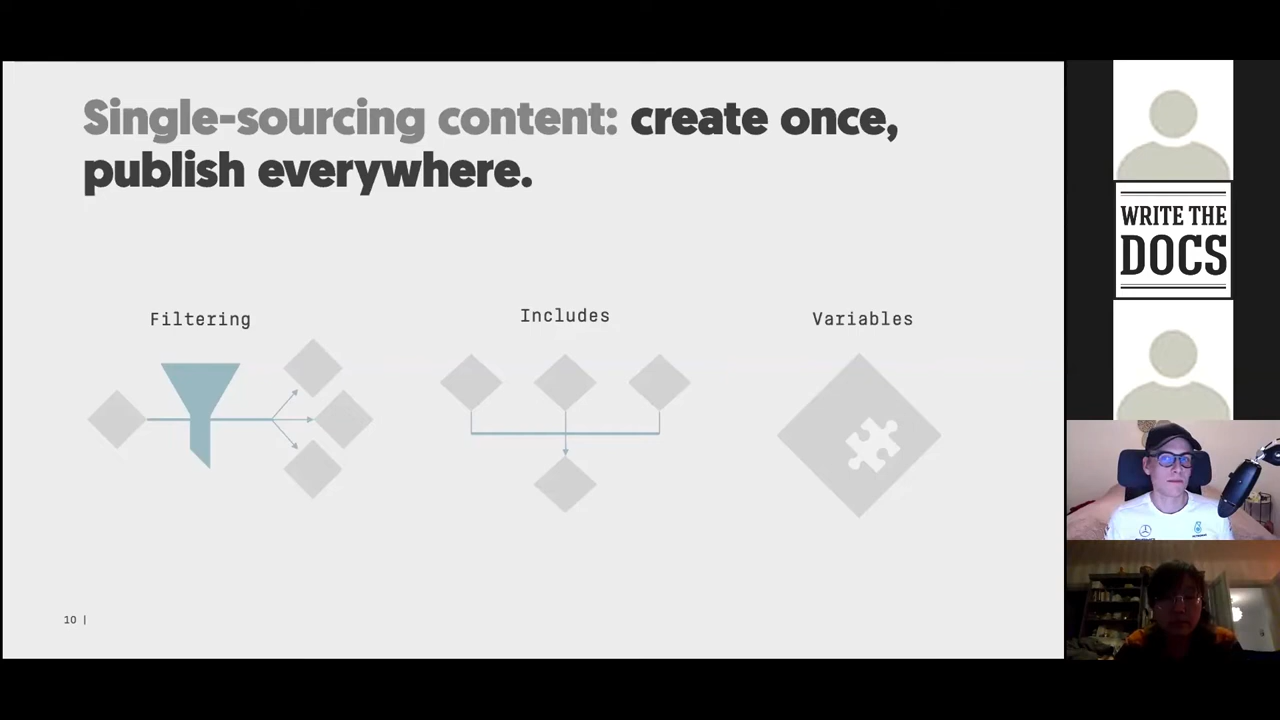 Single-sourcing content: create once,
publish everywhere.
Filtering
Includes
Variables
10 |
WRITE THE
DOCS